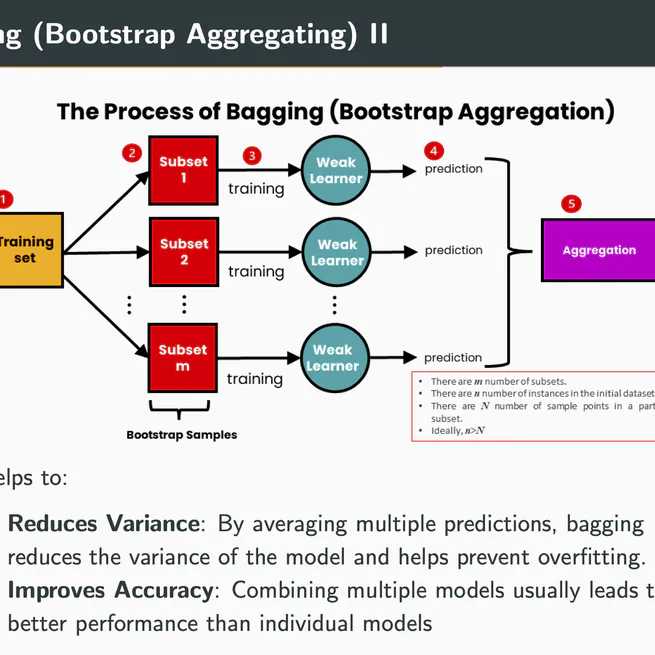 ng (Bootstrap Aggregating) II
The Process of Bagging (Bootstrap Aggregation)
1
Training
set
2
Subset
1
3
training
Weak
Learner
4
prediction
5
Aggregation
Subset
2
training
Weak
Learner
prediction
Subset
m
training
Weak
Learner
prediction
Bootstrap Samples
• There are m number of subsets.
• There are n number of instances in the initial dataset
• There are N number of sample points in a part
subset.
• Ideally, n>N
elps to:
Reduces Variance: By averaging multiple predictions, bagging
reduces the variance of the model and helps prevent overfitting.
Improves Accuracy: Combining multiple models usually leads t
better performance than individual models